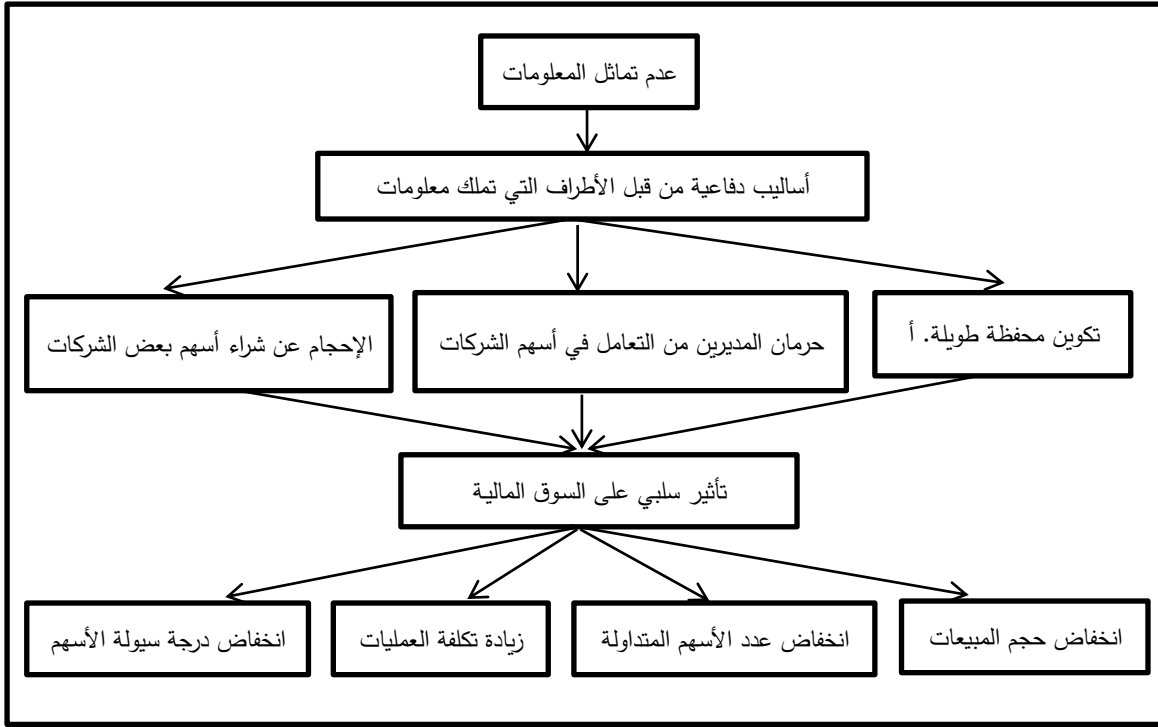 عدم تماثل المعلومات
أساليب دفاعية من قبل الأطراف التي تملك معلومات
تكوين محفظة طويلة. أ
حرمان المديرين من التعامل في أسهم الشركات
الإحجام عن شراء أسهم بعض الشركات
تأثير سلبي على السوق المالية
انخفاض حجم المبيعات
انخفاض عدد الأسهم المتداولة
زيادة تكلفة العمليات
انخفاض درجة سيولة الأسهم